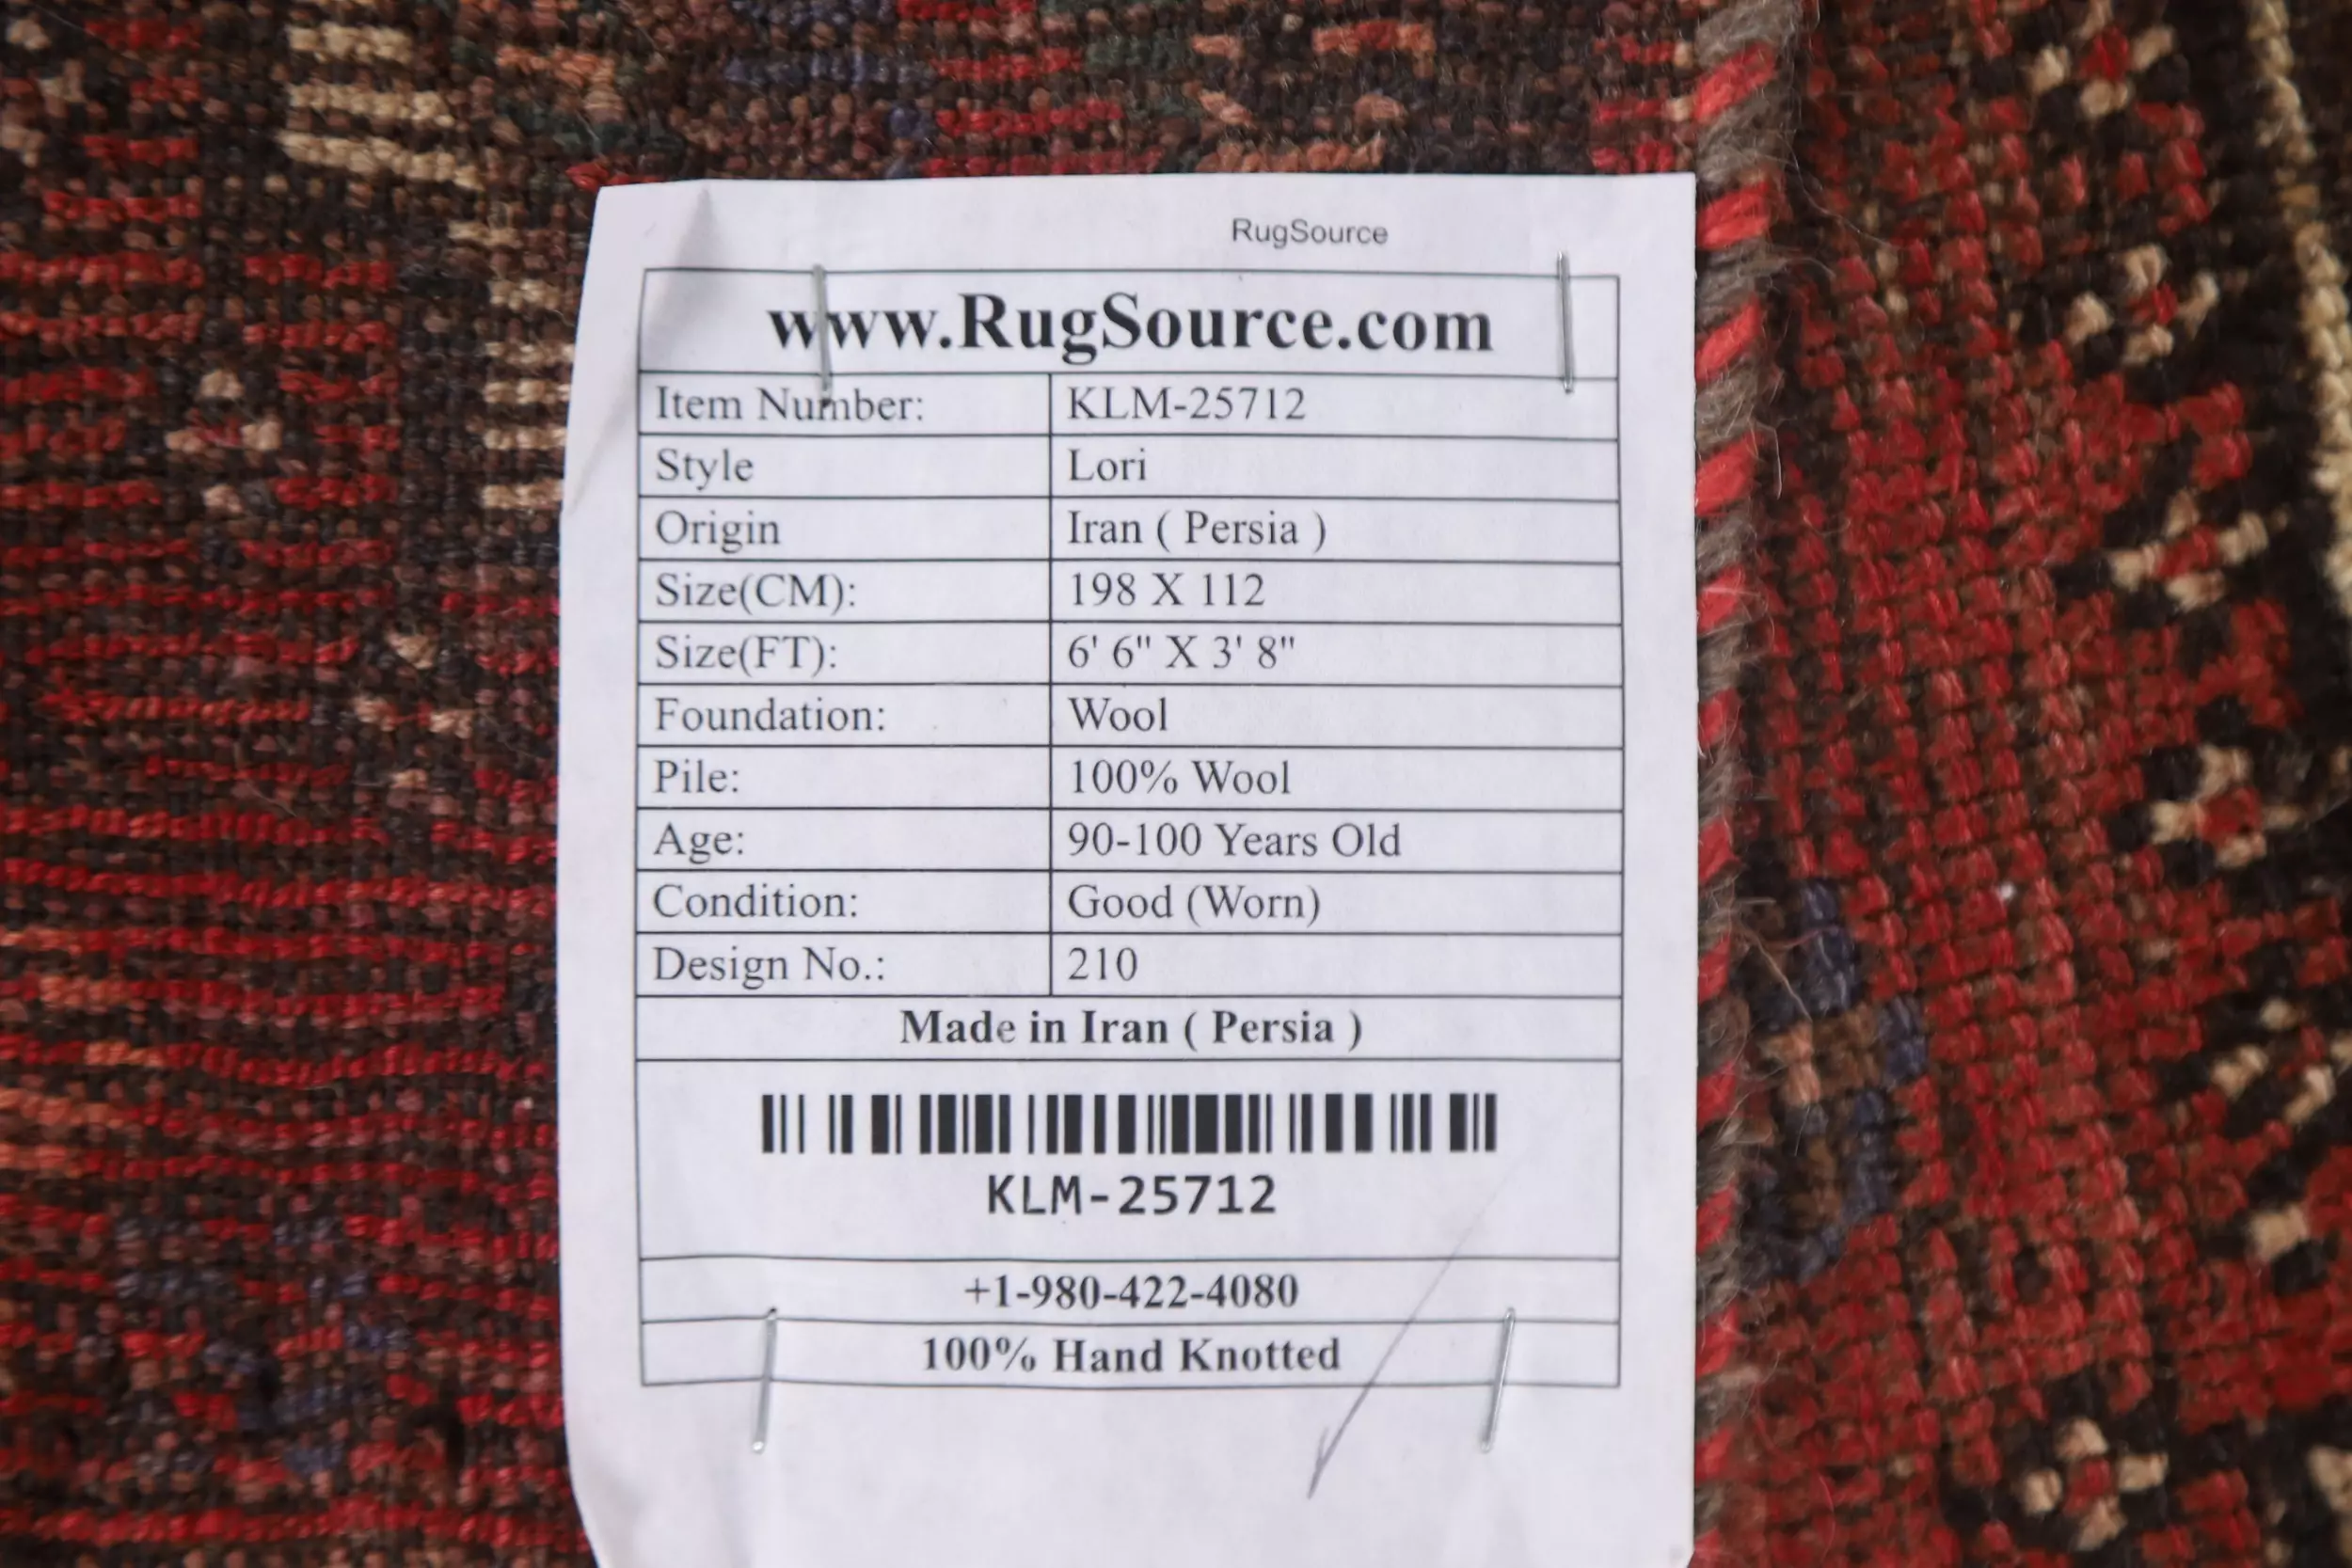 RugSource
www.RugSource.com
Item Number: KLM-25712
Style Lori
Origin Iran ( Persia )
Size(CM): 198 X 112
Size(FT): 6' 6" X 3' 8"
Foundation: Wool
Pile: 100% Wool
Age: 90-100 Years Old
Condition: Good (Worn)
Design No.: 210
Made in Iran ( Persia )
KLM-25712
+1-980-422-4080
100% Hand Knotted